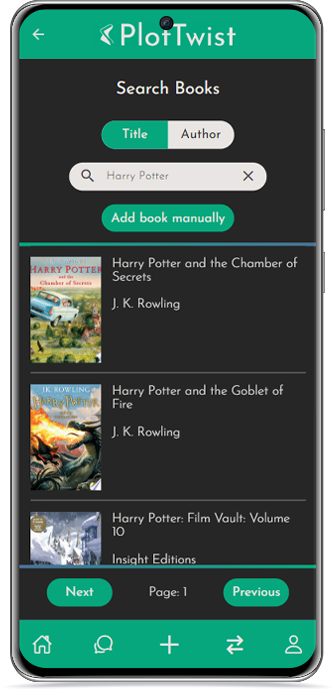 PlotTwist
Search Books
Title
Author
Harry Potter
Add book manually
HARRY POTTER
and the
Chamber of Secrets
Harry Potter and the Chamber of
Secrets
J. K. Rowling
J.K. ROWLING
HARRY POTTER
Harry Potter and the Goblet of
Fire
J. K. Rowling
Harry Potter: Film Vault: Volume
10
Insight Editions
Next
Page: 1
Previous